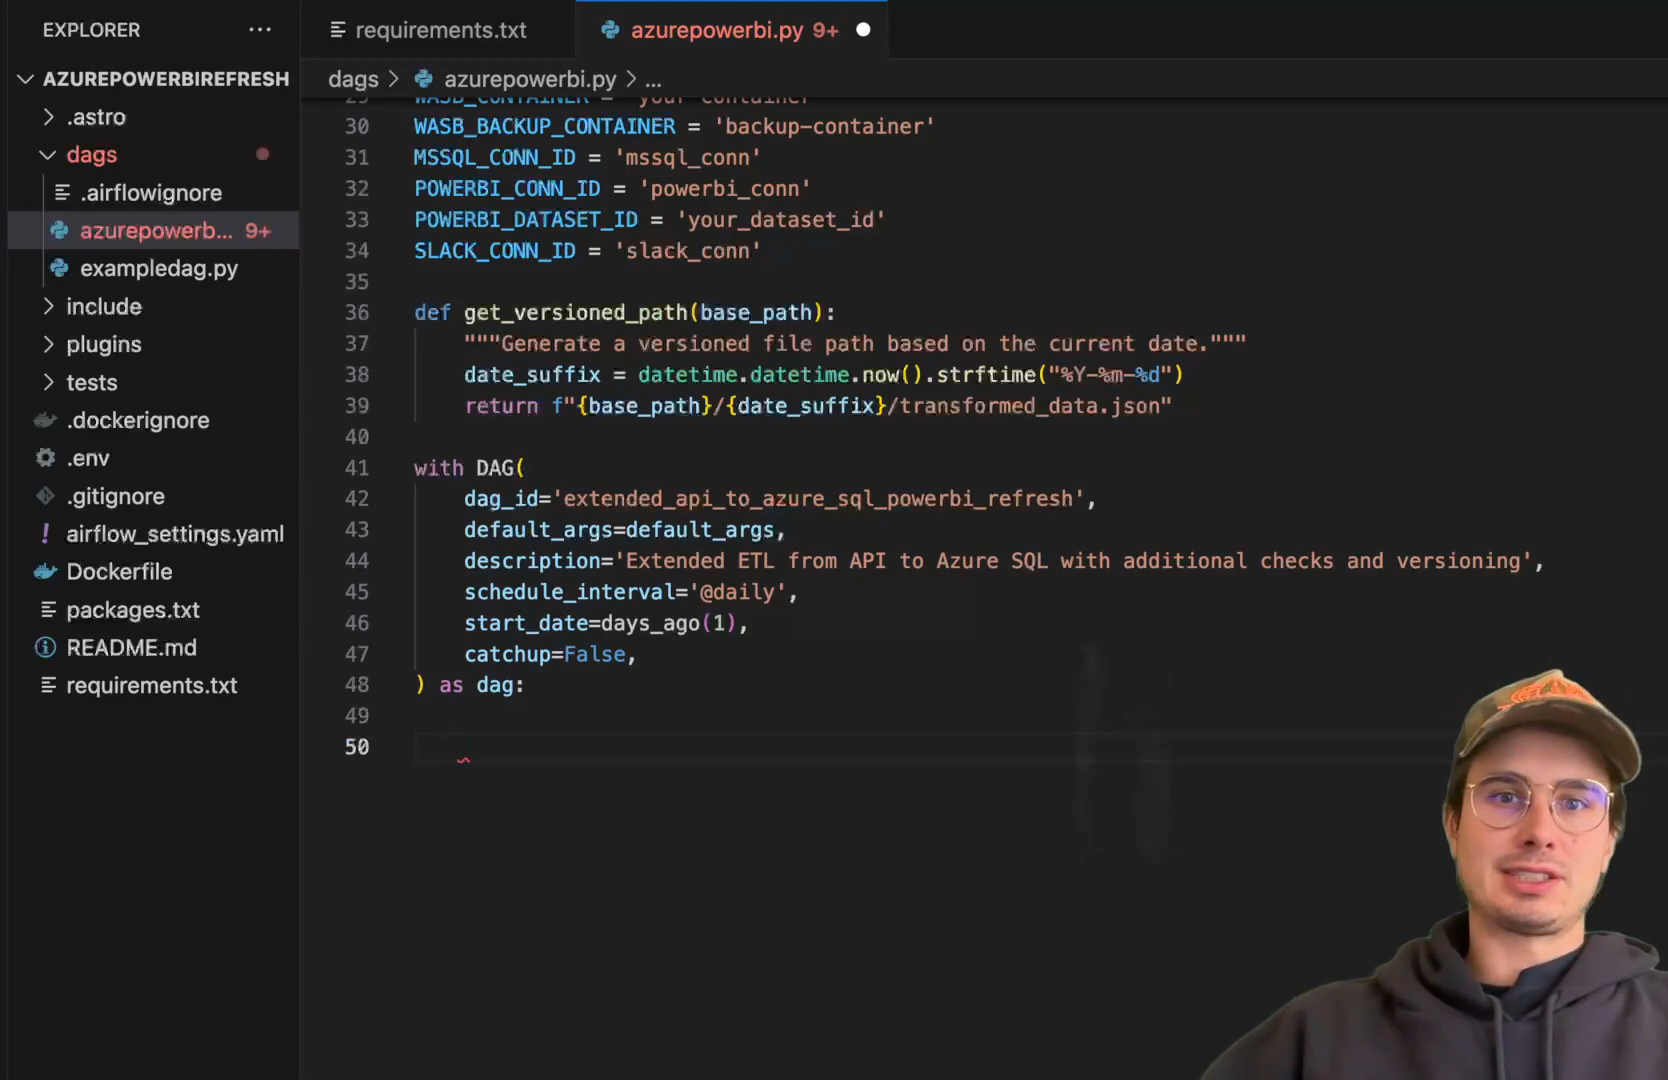 EXPLORER
AZUREPOWERBIREFRESH
.astro
dags
.airflowignore
azurepowerb... 9+
exampledag.py
include
plugins
tests
.dockerignore
.env
.gitignore
airflow_settings.yaml
Dockerfile
packages.txt
README.md
requirements.txt
requirements.txt
azurepowerbi.py 9+
dags > azurepowerbi.py > ...
29 WASB_CONTAINER = 'your-container'
30 WASB_BACKUP_CONTAINER = 'backup-container'
31 MSSQL_CONN_ID = 'mssql_conn'
32 POWERBI_CONN_ID = 'powerbi_conn'
33 POWERBI_DATASET_ID = 'your_dataset_id'
34 SLACK_CONN_ID = 'slack_conn'
35
36 def get_versioned_path(base_path):
37 """Generate a versioned file path based on the current date."""
38 date_suffix = datetime.datetime.now().strftime("%Y-%m-%d")
39 return f"{base_path}/{date_suffix}/transformed_data.json"
40
41 with DAG(
42 dag_id='extended_api_to_azure_sql_powerbi_refresh',
43 default_args=default_args,
44 description='Extended ETL from API to Azure SQL with additional checks and versioning',
45 schedule_interval='@daily',
46 start_date=days_ago(1),
47 catchup=False,
48 ) as dag:
49
50